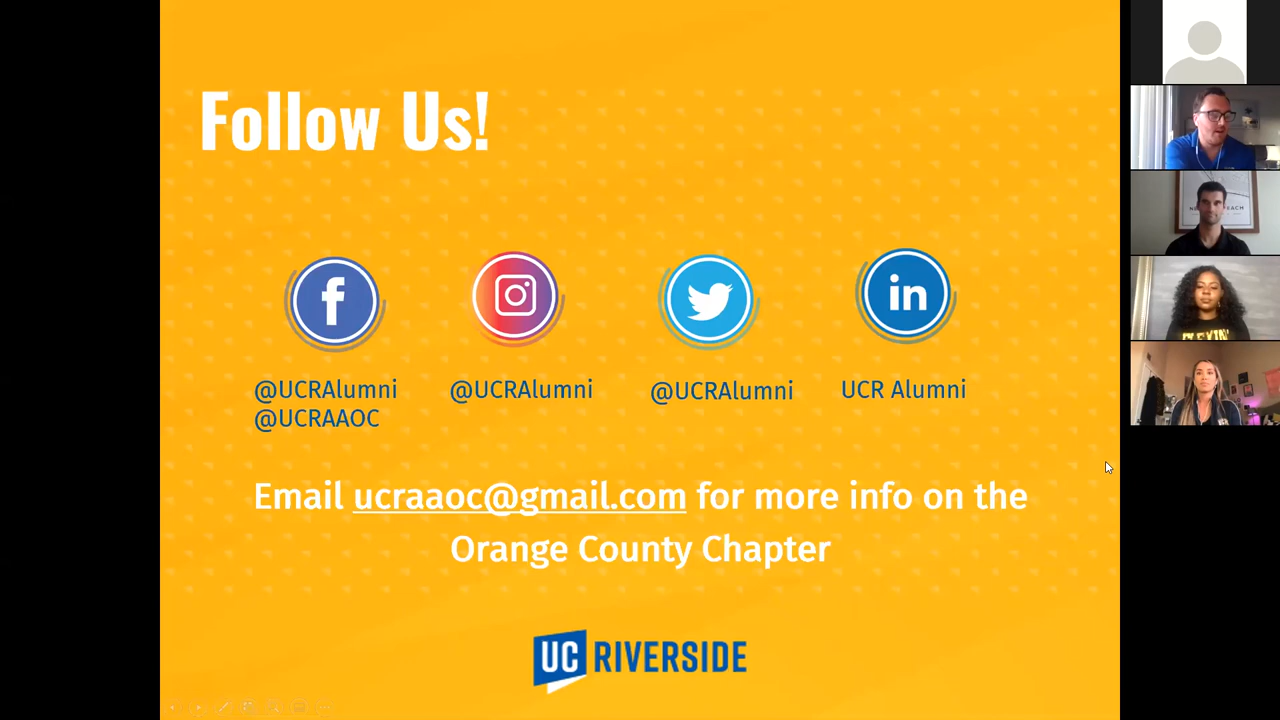 Follow Us!
@UCRAlumni
@UCRAAOC
@UCRAlumni
@UCRAlumni
UCR Alumni
Email ucraaoc@gmail.com for more info on the
Orange County Chapter
UC RIVERSIDE